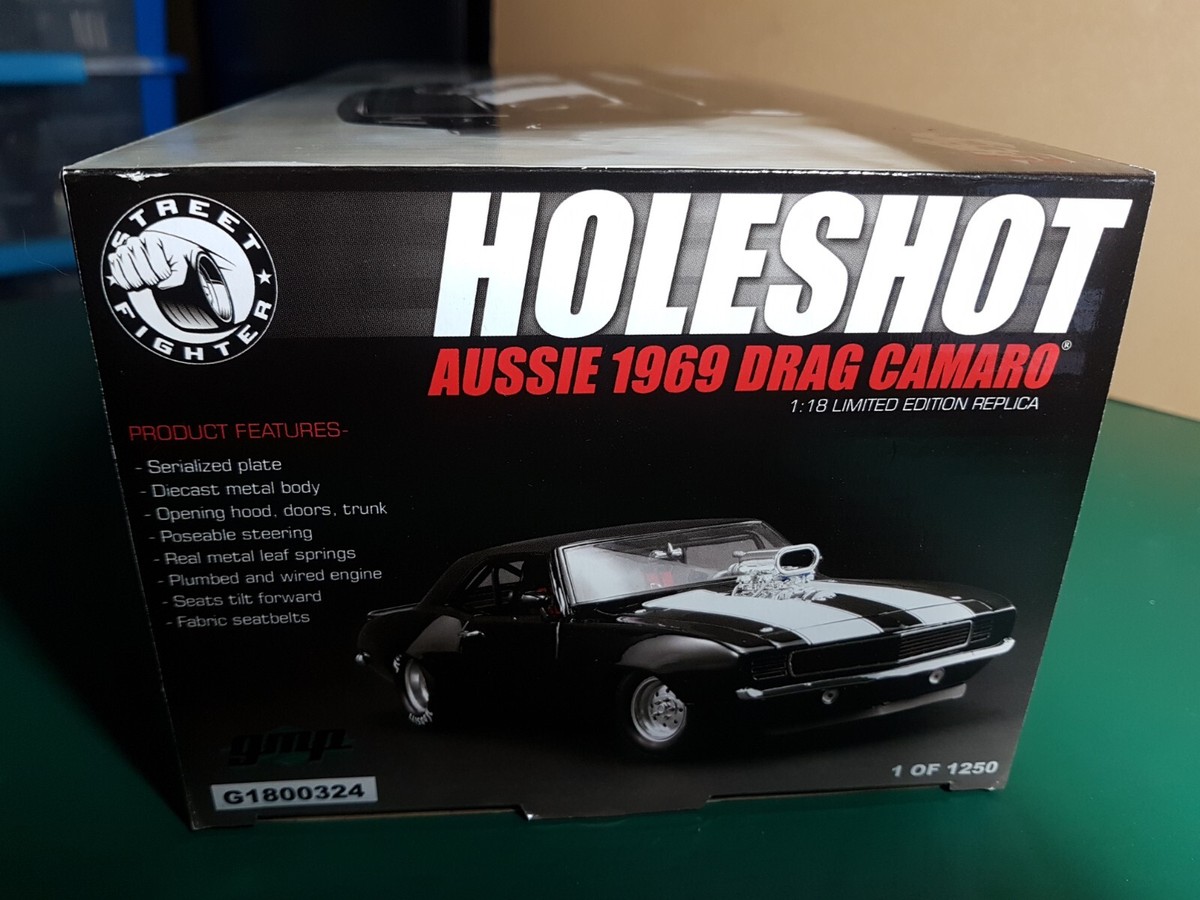 STREET
FIGHTER
HOLESHOT
AUSSIE 1969 DRAG CAMARO®
1:18 LIMITED EDITION REPLICA
PRODUCT FEATURES-
- Serialized plate
- Diecast metal body
- Opening hood, doors, trunk
- Poseable steering
- Real metal leaf springs
- Plumbed and wired engine
- Seats tilt forward
- Fabric seatbelts
gmp
G1800324
1 OF 1250